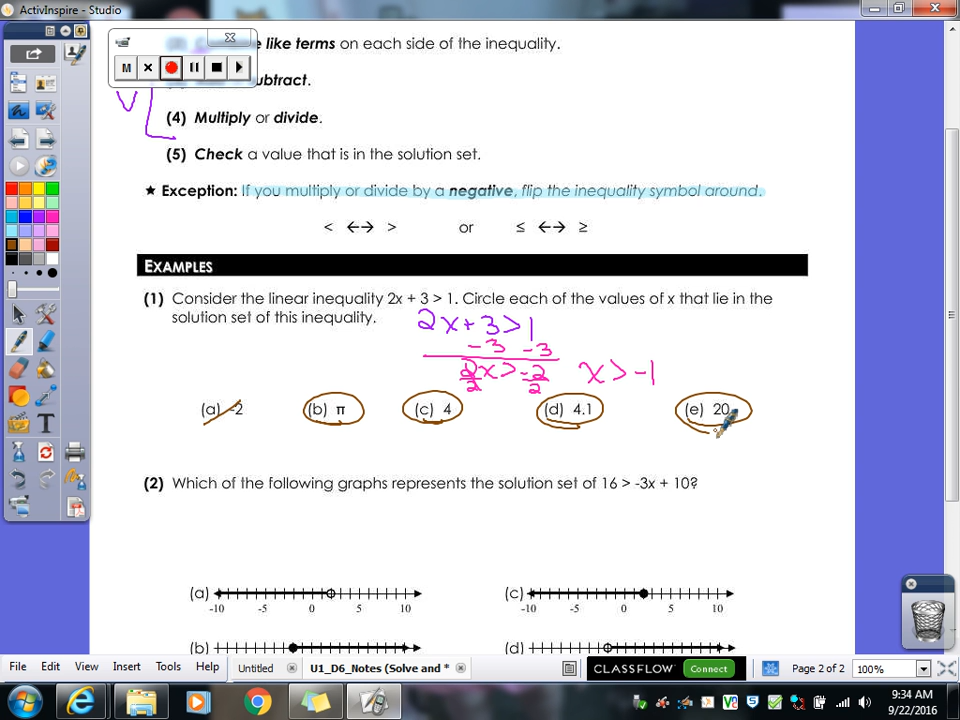 ActivInspire - Studio
like terms on each side of the inequality.
M
subtract.
(4) Multiply or divide.
(5) Check a value that is in the solution set.
★ Exception: If you multiply or divide by a negative, flip the inequality symbol around.
< ←→ > or ≤ ←→ ≥
EXAMPLES
(1) Consider the linear inequality 2x + 3 > 1. Circle each of the values of x that lie in the
solution set of this inequality.
2x+3>1
-3 -3
2x > -2 x > -1
2 2
(a) -2 (b) π (c) 4 (d) 4.1 (e) 20
(2) Which of the following graphs represents the solution set of 16 > -3x + 10?
(a) (c)
-10 -5 0 5 10 -10 -5 0 5 10
(b) (d)
File Edit View Insert Tools Help Untitled U1_D6_Notes (Solve and * CLASSFLOW Connect Page 2 of 2 100%
9:34 AM
9/22/2016